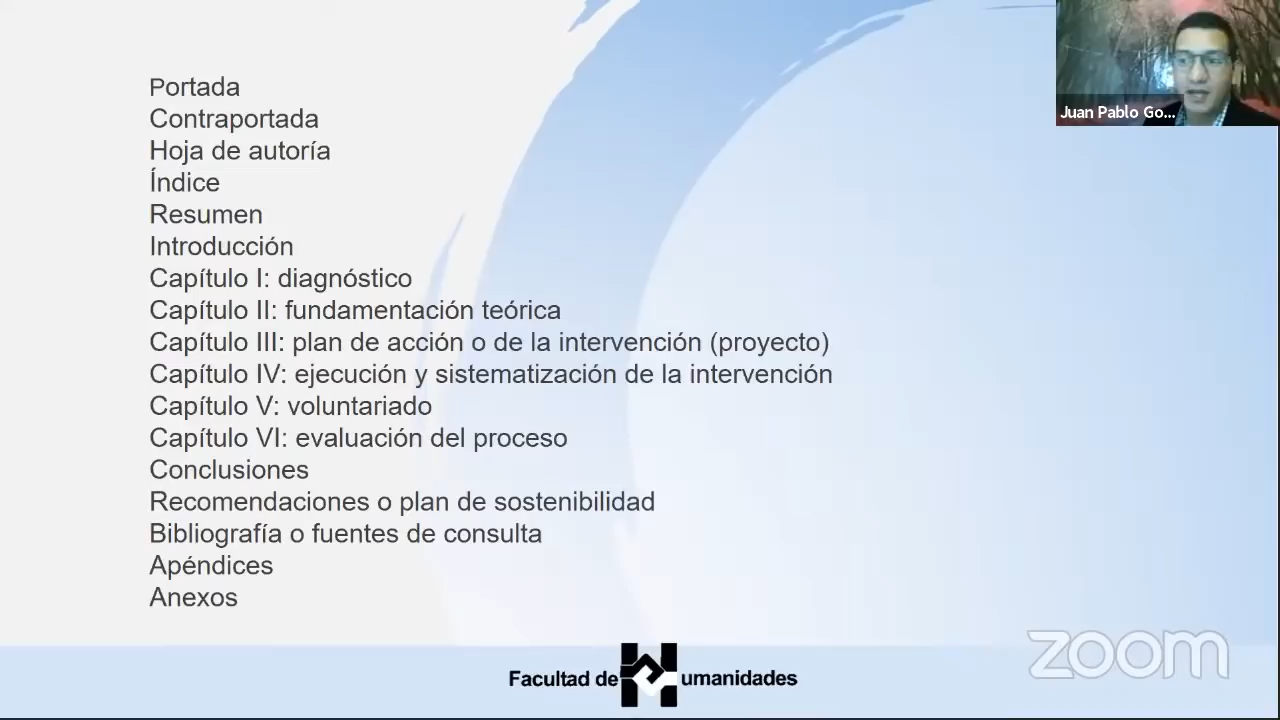 Portada
Contraportada
Hoja de autoría
Índice
Resumen
Introducción
Capítulo I: diagnóstico
Capítulo II: fundamentación teórica
Capítulo III: plan de acción o de la intervención (proyecto)
Capítulo IV: ejecución y sistematización de la intervención
Capítulo V: voluntariado
Capítulo VI: evaluación del proceso
Conclusiones
Recomendaciones o plan de sostenibilidad
Bibliografía o fuentes de consulta
Apéndices
Anexos
Juan Pablo Go...
Facultad de Humanidades
zoom